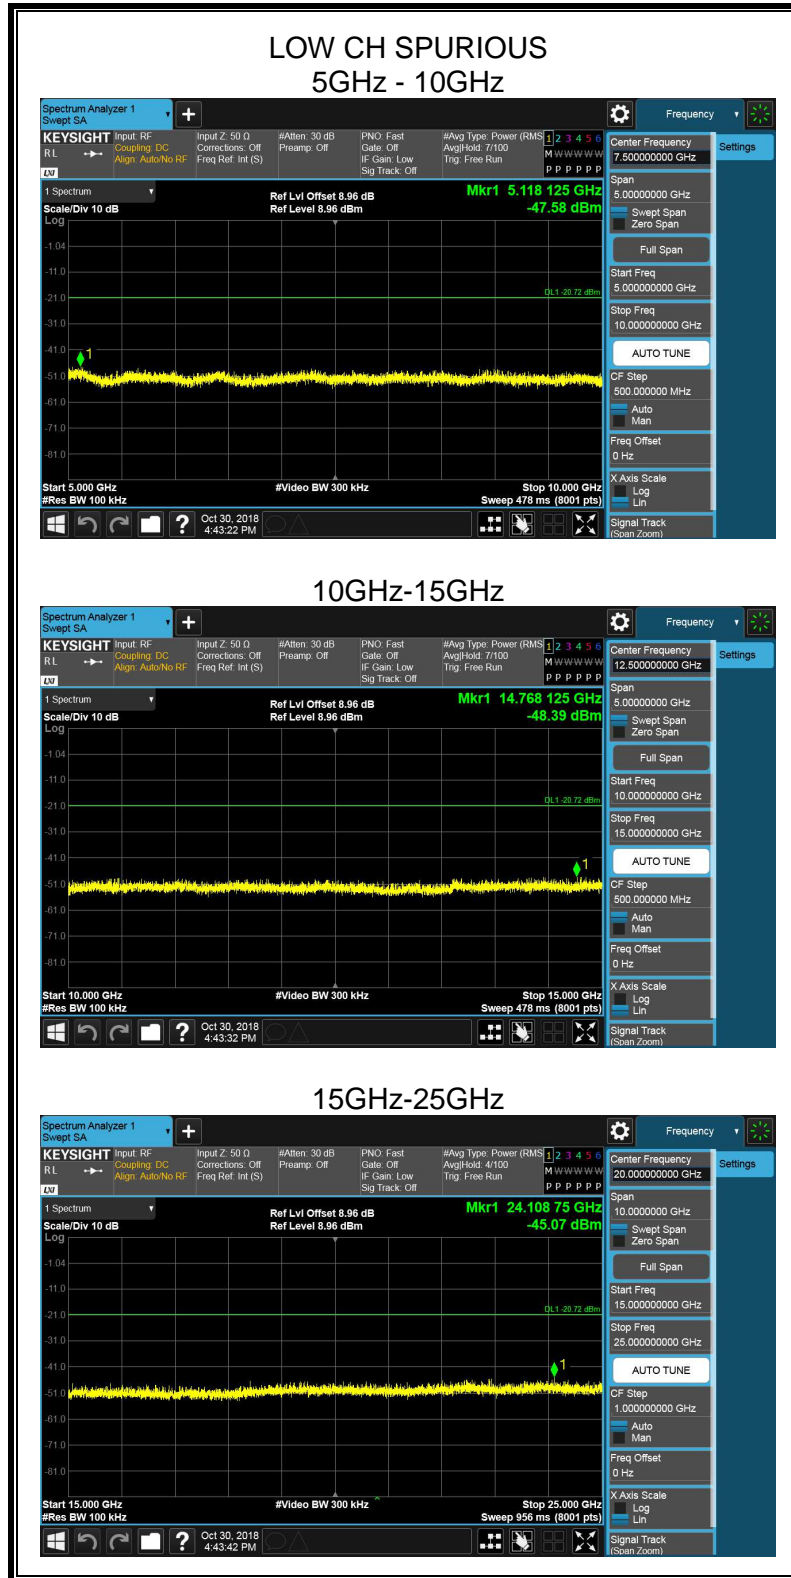 LOW CH SPURIOUS
5GHz - 10GHz
Spectrum Analyzer 1
Swept SA
Frequency
KEYSIGHT Input: RF Input Z: 50 Ω #Atten: 30 dB PNO: Fast #Avg Type: Power (RMS 1 2 3 4 5 6
RL Coupling: DC Corrections: Off Preamp: Off Gate: Off Avg|Hold: 7/100 M W W W W W
Align: Auto/No RF Freq Ref: Int (S) IF Gain: Low Trig: Free Run
LXI Sig Track: Off P P P P P P
Center Frequency
7.500000000 GHz
Settings
1 Spectrum
Scale/Div 10 dB
Log
Ref Lvl Offset 8.96 dB
Ref Level 8.96 dBm
Mkr1 5.118 125 GHz
-47.58 dBm
-1.04
-11.0
-21.0
-31.0
-41.0
-51.0
-61.0
-71.0
-81.0
DL1 -20.72 dBm
1
Start 5.000 GHz #Video BW 300 kHz Stop 10.000 GHz
#Res BW 100 kHz Sweep 478 ms (8001 pts)
Span
5.00000000 GHz
Swept Span
Zero Span
Full Span
Start Freq
5.000000000 GHz
Stop Freq
10.000000000 GHz
AUTO TUNE
CF Step
500.000000 MHz
Auto
Man
Freq Offset
0 Hz
X Axis Scale
Log
Lin
Signal Track
(Span Zoom)
? Oct 30, 2018
4:43:22 PM
10GHz-15GHz
Spectrum Analyzer 1
Swept SA
Frequency
KEYSIGHT Input: RF Input Z: 50 Ω #Atten: 30 dB PNO: Fast #Avg Type: Power (RMS 1 2 3 4 5 6
RL Coupling: DC Corrections: Off Preamp: Off Gate: Off Avg|Hold: 7/100 M W W W W W
Align: Auto/No RF Freq Ref: Int (S) IF Gain: Low Trig: Free Run
LXI Sig Track: Off P P P P P P
Center Frequency
12.500000000 GHz
Settings
1 Spectrum
Scale/Div 10 dB
Log
Ref Lvl Offset 8.96 dB
Ref Level 8.96 dBm
Mkr1 14.768 125 GHz
-48.39 dBm
-1.04
-11.0
-21.0
-31.0
-41.0
-51.0
-61.0
-71.0
-81.0
DL1 -20.72 dBm
1
Start 10.000 GHz #Video BW 300 kHz Stop 15.000 GHz
#Res BW 100 kHz Sweep 478 ms (8001 pts)
Span
5.00000000 GHz
Swept Span
Zero Span
Full Span
Start Freq
10.000000000 GHz
Stop Freq
15.000000000 GHz
AUTO TUNE
CF Step
500.000000 MHz
Auto
Man
Freq Offset
0 Hz
X Axis Scale
Log
Lin
Signal Track
(Span Zoom)
? Oct 30, 2018
4:43:32 PM
15GHz-25GHz
Spectrum Analyzer 1
Swept SA
Frequency
KEYSIGHT Input: RF Input Z: 50 Ω #Atten: 30 dB PNO: Fast #Avg Type: Power (RMS 1 2 3 4 5 6
RL Coupling: DC Corrections: Off Preamp: Off Gate: Off Avg|Hold: 4/100 M W W W W W
Align: Auto/No RF Freq Ref: Int (S) IF Gain: Low Trig: Free Run
LXI Sig Track: Off P P P P P P
Center Frequency
20.000000000 GHz
Settings
1 Spectrum
Scale/Div 10 dB
Log
Ref Lvl Offset 8.96 dB
Ref Level 8.96 dBm
Mkr1 24.108 75 GHz
-45.07 dBm
-1.04
-11.0
-21.0
-31.0
-41.0
-51.0
-61.0
-71.0
-81.0
DL1 -20.72 dBm
1
Start 15.000 GHz #Video BW 300 kHz Stop 25.000 GHz
#Res BW 100 kHz Sweep 956 ms (8001 pts)
Span
10.0000000 GHz
Swept Span
Zero Span
Full Span
Start Freq
15.000000000 GHz
Stop Freq
25.000000000 GHz
AUTO TUNE
CF Step
1.000000000 GHz
Auto
Man
Freq Offset
0 Hz
X Axis Scale
Log
Lin
Signal Track
(Span Zoom)
? Oct 30, 2018
4:43:42 PM